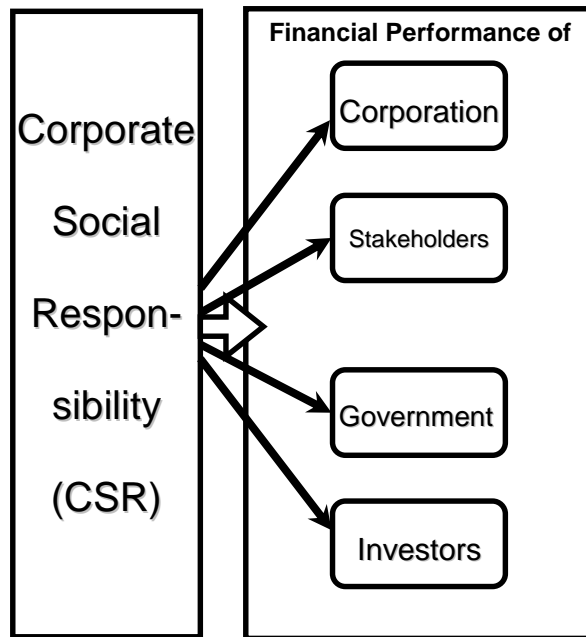 Corporate
Social
Respon-
sibility
(CSR)
Financial Performance of
Corporation
Stakeholders
Government
Investors